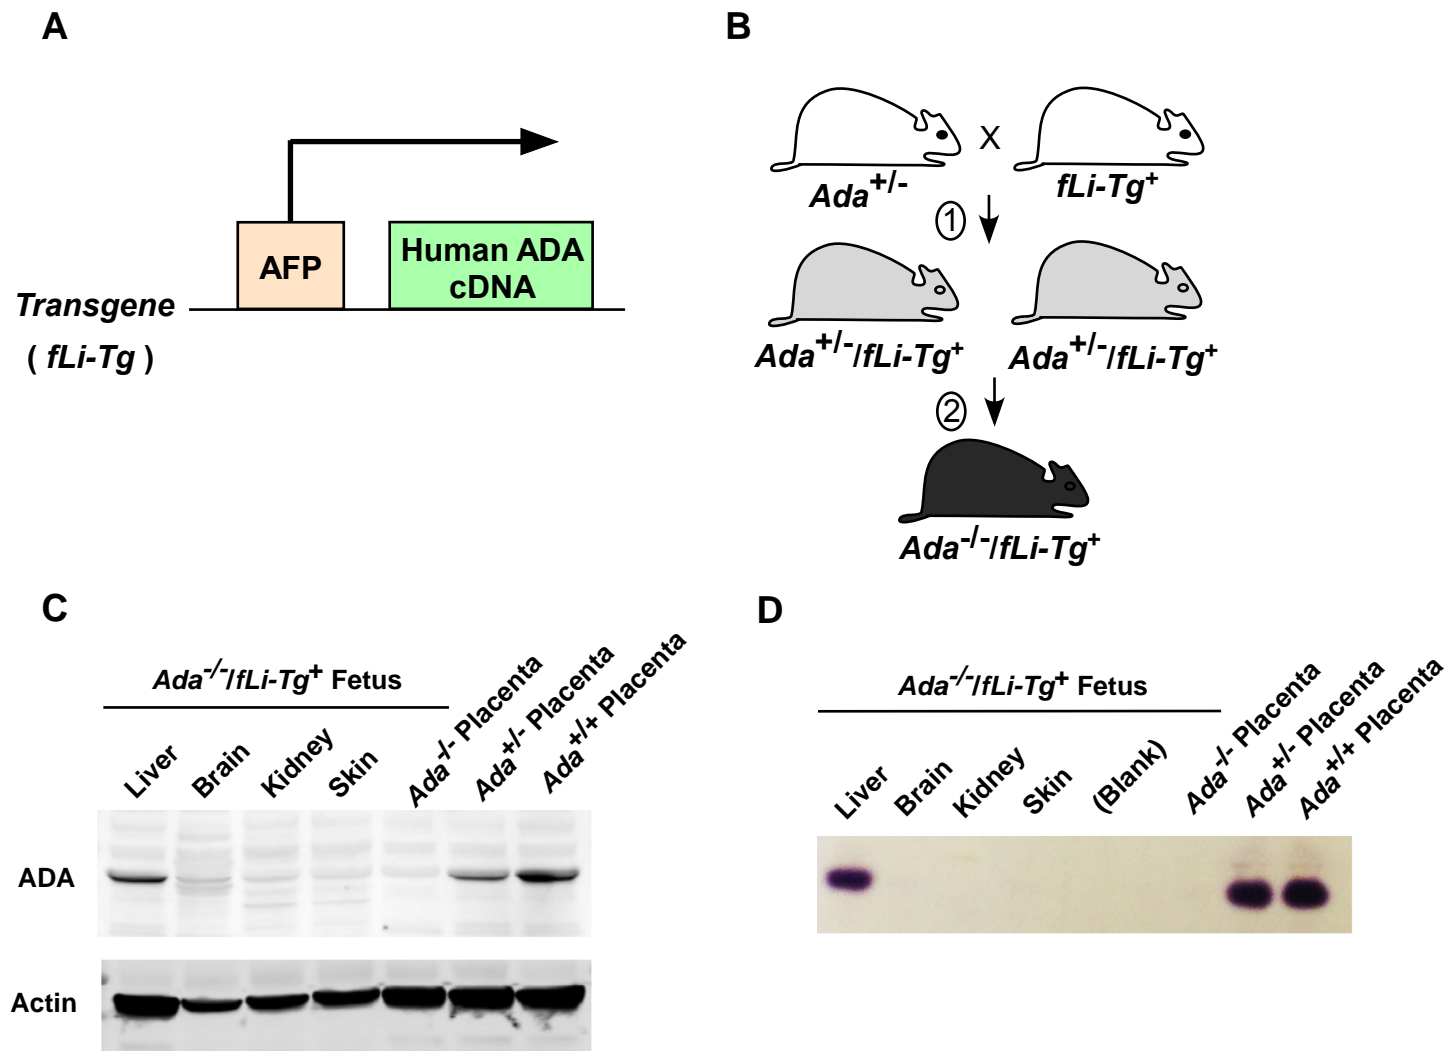 A
AFP
Human ADA
cDNA
Transgene
( fLi-Tg )
B
X
Ada+/-
fLi-Tg+
1
Ada+/-/fLi-Tg+
Ada+/-/fLi-Tg+
2
Ada-/-/fLi-Tg+
C
Ada-/-/fLi-Tg+ Fetus
Liver
Brain
Kidney
Skin
Ada-/- Placenta
Ada+/- Placenta
Ada+/+ Placenta
ADA
Actin
D
Ada-/-/fLi-Tg+ Fetus
Liver
Brain
Kidney
Skin
(Blank)
Ada-/- Placenta
Ada+/- Placenta
Ada+/+ Placenta